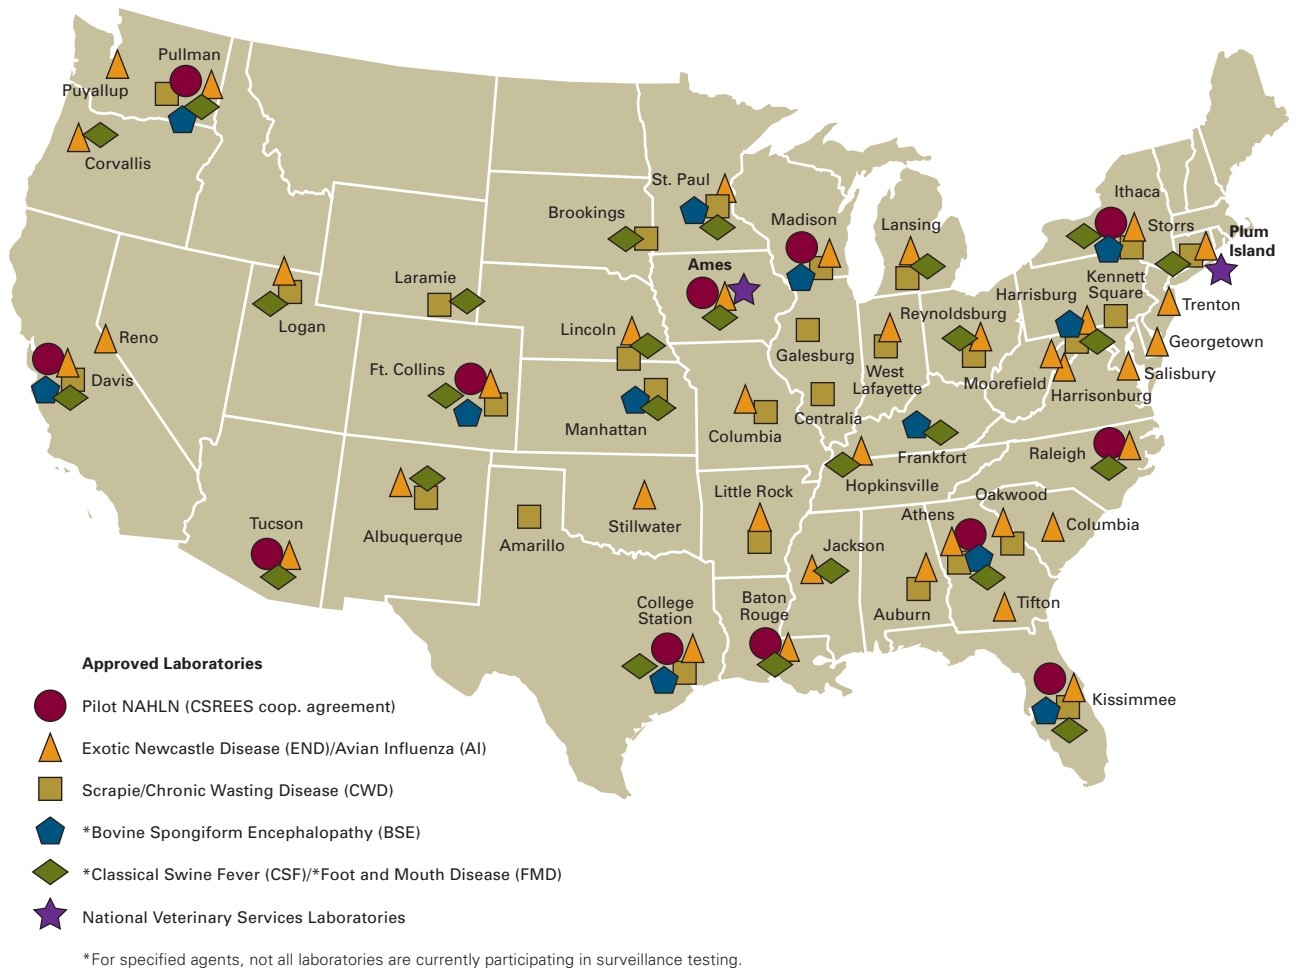 Pullman
Puyallup
Corvallis
St. Paul
Brookings
Madison
Lansing
Ithaca
Storrs
Plum
Island
Ames
Laramie
Logan
Kennett
Square
Harrisburg
Reynoldsburg
Trenton
Lincoln
Reno
Galesburg
Georgetown
West
Lafayette
Ft. Collins
Davis
Moorefield
Salisbury
Harrisonburg
Manhattan
Columbia
Centralia
Frankfort
Raleigh
Hopkinsville
Little Rock
Oakwood
Athens
Columbia
Tucson
Albuquerque
Amarillo
Stillwater
Jackson
College
Station
Baton
Rouge
Auburn
Tifton
Kissimmee
Approved Laboratories
Pilot NAHLN (CSREES coop. agreement)
Exotic Newcastle Disease (END)/Avian Influenza (AI)
Scrapie/Chronic Wasting Disease (CWD)
*Bovine Spongiform Encephalopathy (BSE)
*Classical Swine Fever (CSF)/*Foot and Mouth Disease (FMD)
National Veterinary Services Laboratories
*For specified agents, not all laboratories are currently participating in surveillance testing.